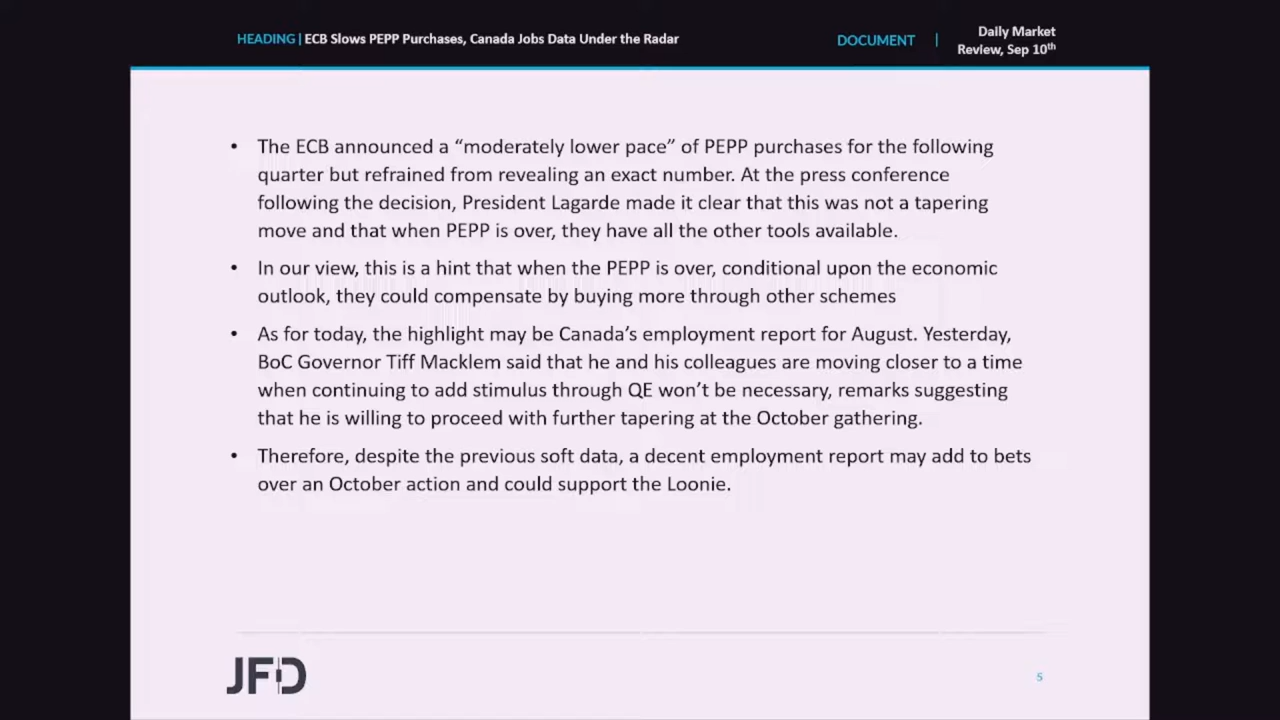 HEADING | ECB Slows PEPP Purchases, Canada Jobs Data Under the Radar
DOCUMENT |
Daily Market
Review, Sep 10th
• The ECB announced a “moderately lower pace” of PEPP purchases for the following
quarter but refrained from revealing an exact number. At the press conference
following the decision, President Lagarde made it clear that this was not a tapering
move and that when PEPP is over, they have all the other tools available.
• In our view, this is a hint that when the PEPP is over, conditional upon the economic
outlook, they could compensate by buying more through other schemes
• As for today, the highlight may be Canada’s employment report for August. Yesterday,
BoC Governor Tiff Macklem said that he and his colleagues are moving closer to a time
when continuing to add stimulus through QE won’t be necessary, remarks suggesting
that he is willing to proceed with further tapering at the October gathering.
• Therefore, despite the previous soft data, a decent employment report may add to bets
over an October action and could support the Loonie.
JFD
5